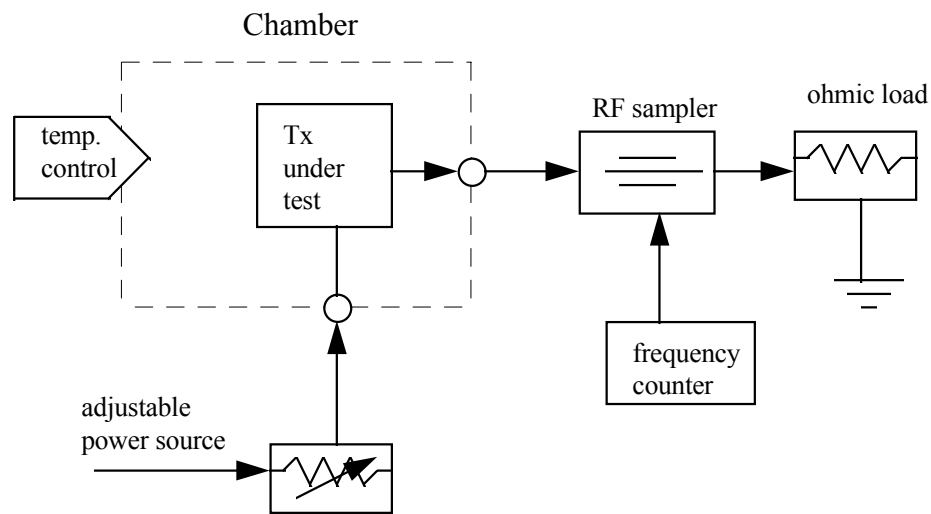 Chamber
temp.
control
Tx
under
test
RF sampler
ohmic load
frequency
counter
adjustable
power source